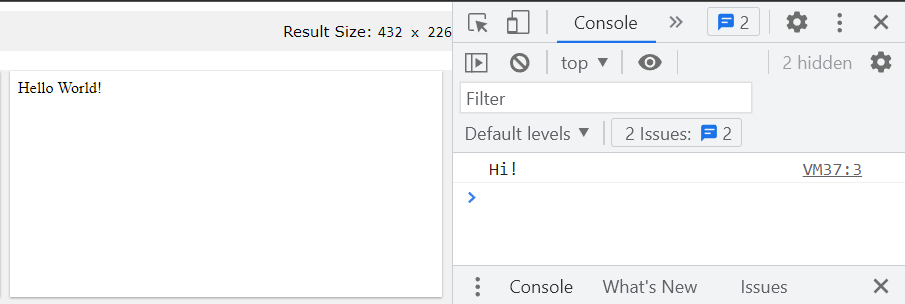 Result Size: 432 x 226
Hello World!
Console 2
top 2 hidden
Filter
Default levels 2 Issues: 2
Hi! VM37:3
Console What's New Issues